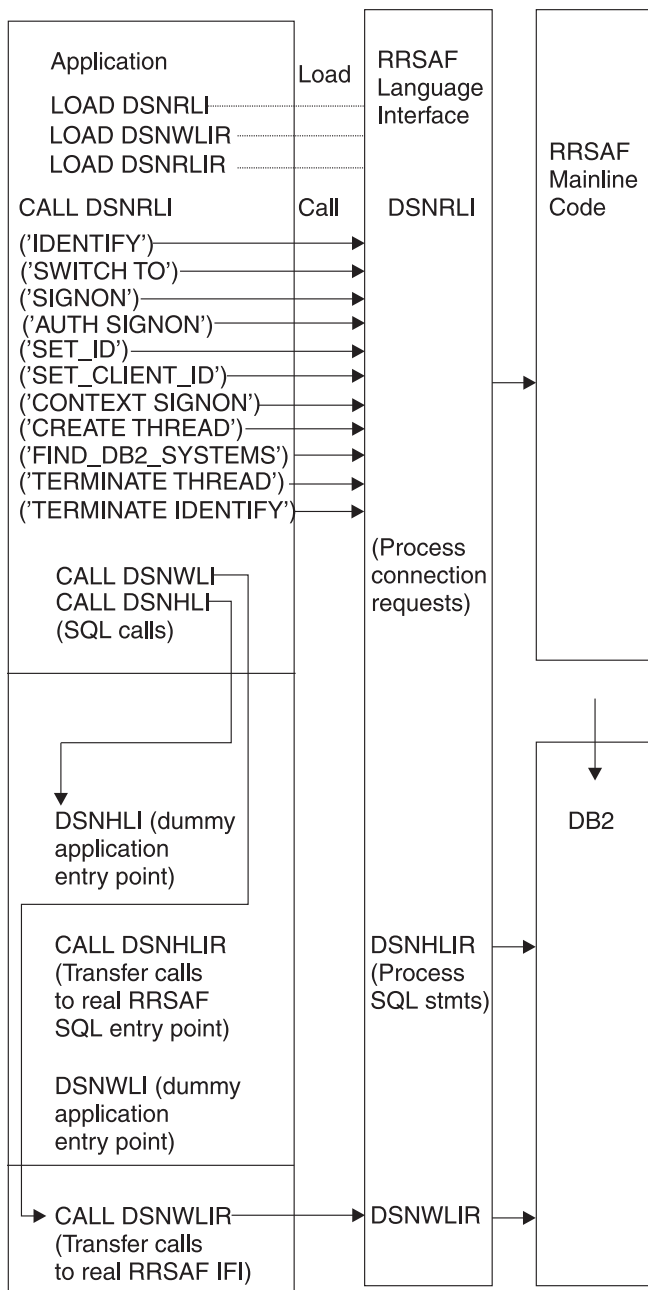 Application
Load
RRSAF
Language
Interface
LOAD DSNRLI
LOAD DSNWLIR
LOAD DSNRLIR
RRSAF
Mainline
Code
CALL DSNRLI
Call
DSNRLI
('IDENTIFY')
('SWITCH TO')
('SIGNON')
('AUTH SIGNON')
('SET_ID')
('SET_CLIENT_ID')
('CONTEXT SIGNON')
('CREATE THREAD')
('FIND_DB2_SYSTEMS')
('TERMINATE THREAD')
('TERMINATE IDENTIFY')
(Process
connection
requests)
CALL DSNWLI
CALL DSNHLI
(SQL calls)
DSNHLI (dummy
application
entry point)
DB2
CALL DSNHLIR
(Transfer calls
to real RRSAF
SQL entry point)
DSNHLIR
(Process
SQL stmts)
DSNWLI (dummy
application
entry point)
CALL DSNWLIR
(Transfer calls
to real RRSAF IFI)
DSNWLIR